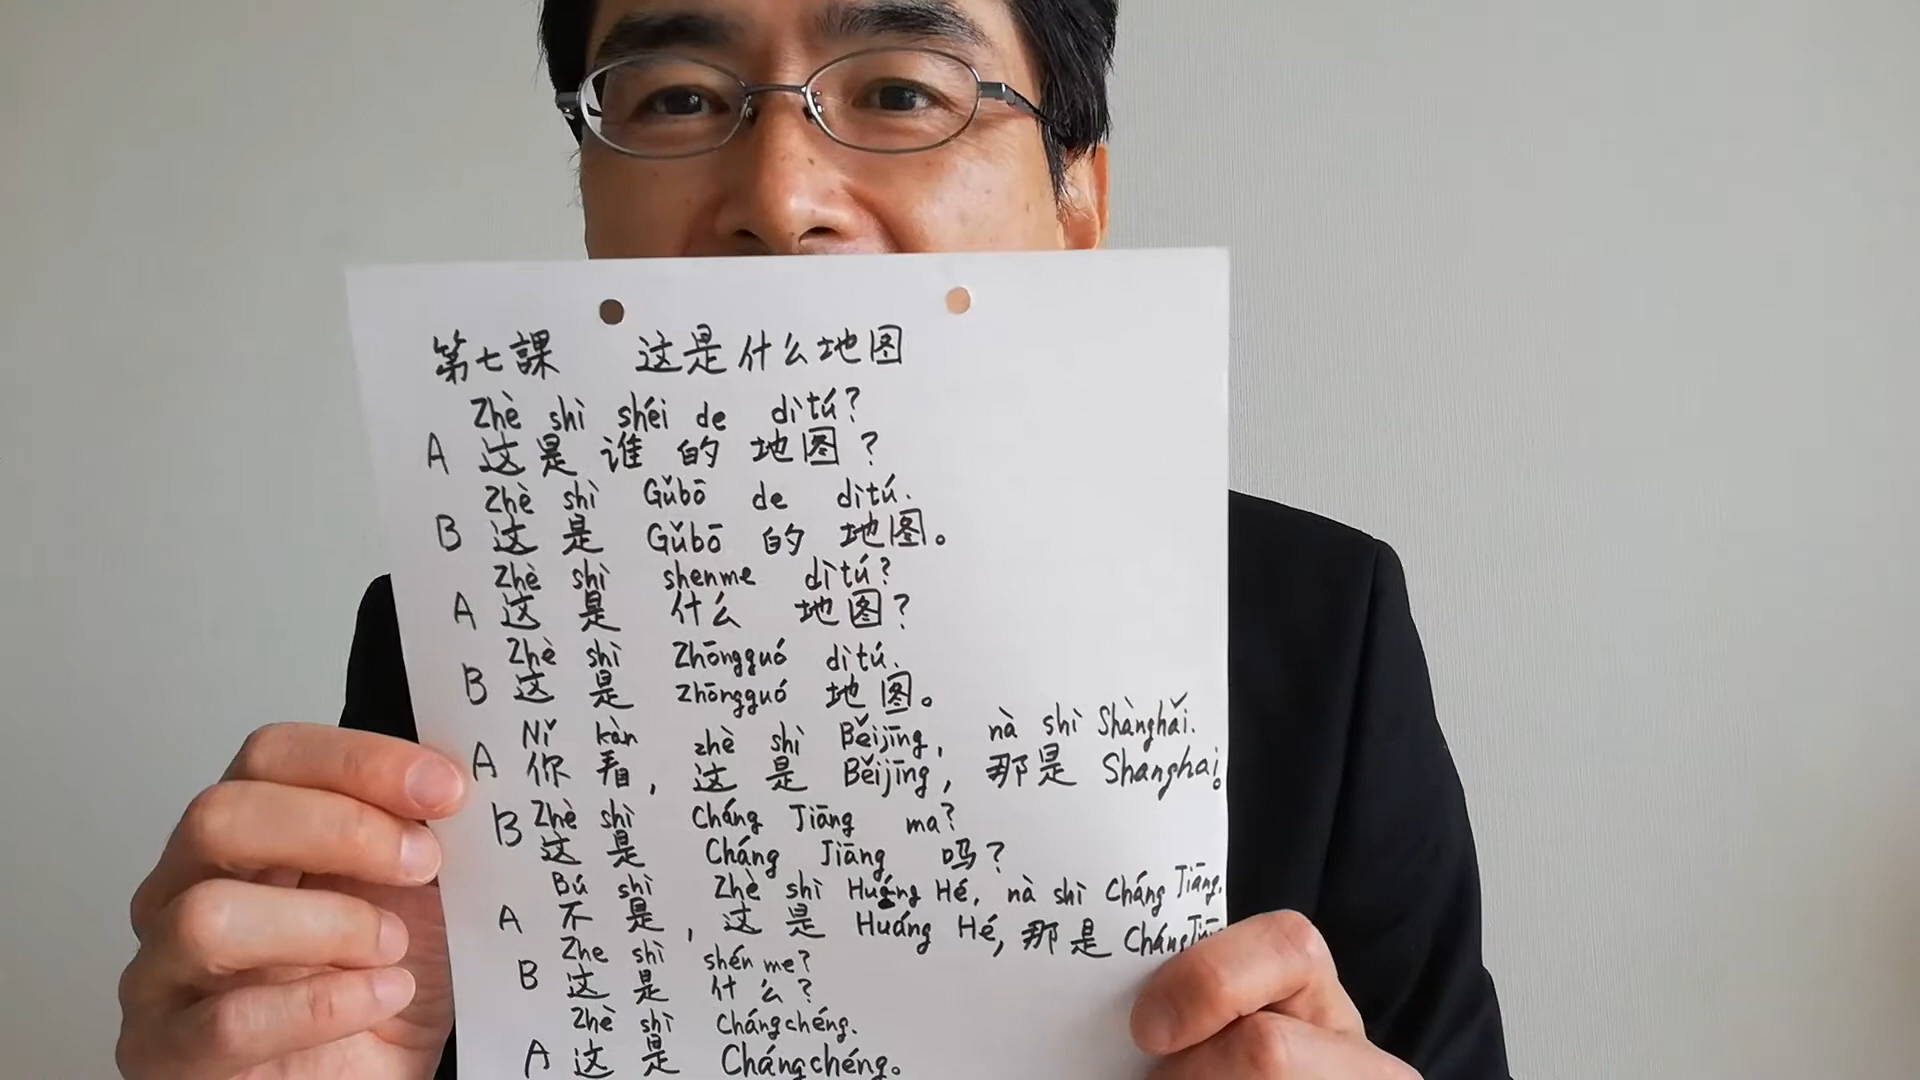 第七課 这是什么地图
Zhè shì shéi de dìtú?
A 这是谁的地图?
Zhè shì Gǔbō de dìtú.
B 这是 Gǔbō 的 地图。
Zhè shì shenme dìtú?
A 这 是 什么 地图?
Zhè shì Zhōngguó dìtú.
B 这 是 Zhōngguó 地图。
Nǐ kàn zhè shì Běijīng, nà shì Shànghǎi.
A 你 看, 这 是 Běijīng, 那是 Shanghai。
Zhè shì Cháng Jiāng ma?
B 这 是 Cháng Jiāng 吗?
Bú shì Zhè shì Huáng Hé, nà shì Cháng Jiāng.
A 不 是, 这 是 Huáng Hé, 那 是 Cháng
Zhe shì shén me?
B 这 是 什 么?
Zhè shì Chángchéng.
A 这 是 Chángchéng。